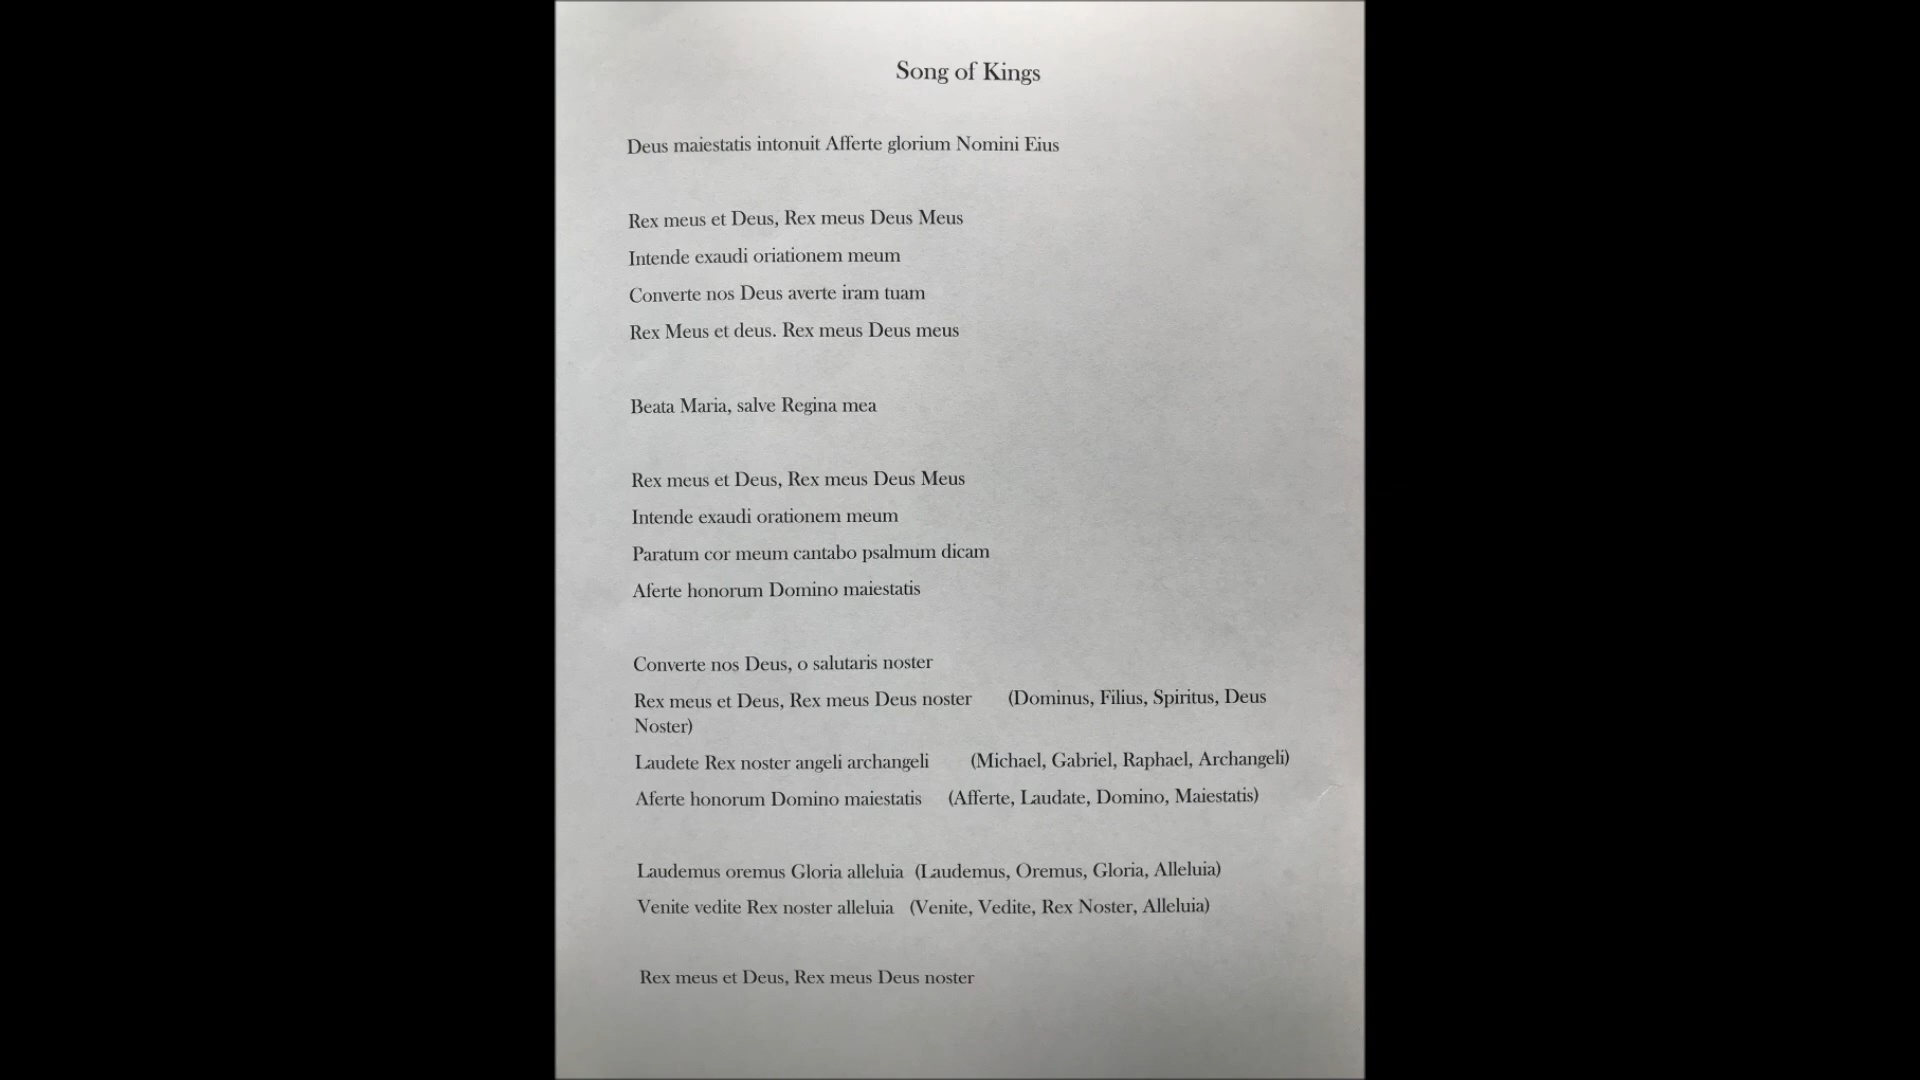 Song of Kings
Deus maiestatis intonuit Afferte glorium Nomini Eius
Rex meus et Deus, Rex meus Deus Meus
Intende exaudi oriationem meum
Converte nos Deus averte iram tuam
Rex Meus et deus. Rex meus Deus meus
Beata Maria, salve Regina mea
Rex meus et Deus, Rex meus Deus Meus
Intende exaudi orationem meum
Paratum cor meum cantabo psalmum dicam
Aferte honorum Domino maiestatis
Converte nos Deus, o salutaris noster
Rex meus et Deus, Rex meus Deus noster (Dominus, Filius, Spiritus, Deus
Noster)
Laudete Rex noster angeli archangeli (Michael, Gabriel, Raphael, Archangeli)
Aferte honorum Domino maiestatis (Afferte, Laudate, Domino, Maiestatis)
Laudemus oremus Gloria alleluia (Laudemus, Oremus, Gloria, Alleluia)
Venite vedite Rex noster alleluia (Venite, Vedite, Rex Noster, Alleluia)
Rex meus et Deus, Rex meus Deus noster